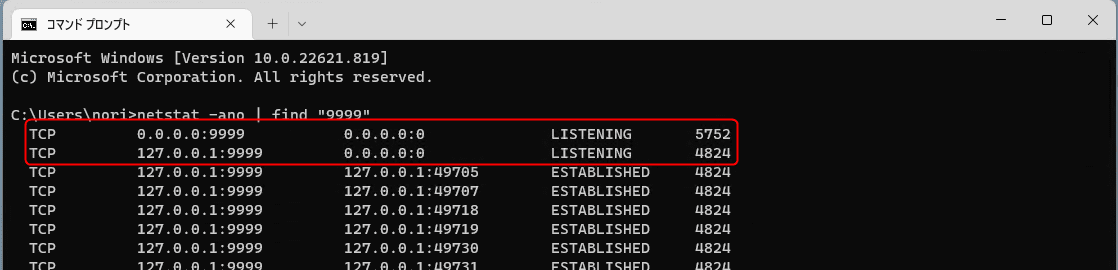 コマンド プロンプト
Microsoft Windows [Version 10.0.22621.819]
(c) Microsoft Corporation. All rights reserved.
C:\Users\nori>netstat -ano | find "9999"
TCP 0.0.0.0:9999 0.0.0.0:0 LISTENING 5752
TCP 127.0.0.1:9999 0.0.0.0:0 LISTENING 4824
TCP 127.0.0.1:9999 127.0.0.1:49705 ESTABLISHED 4824
TCP 127.0.0.1:9999 127.0.0.1:49707 ESTABLISHED 4824
TCP 127.0.0.1:9999 127.0.0.1:49718 ESTABLISHED 4824
TCP 127.0.0.1:9999 127.0.0.1:49719 ESTABLISHED 4824
TCP 127.0.0.1:9999 127.0.0.1:49730 ESTABLISHED 4824
TCP 127.0.0.1:9999 127.0.0.1:49731 ESTABLISHED 4824